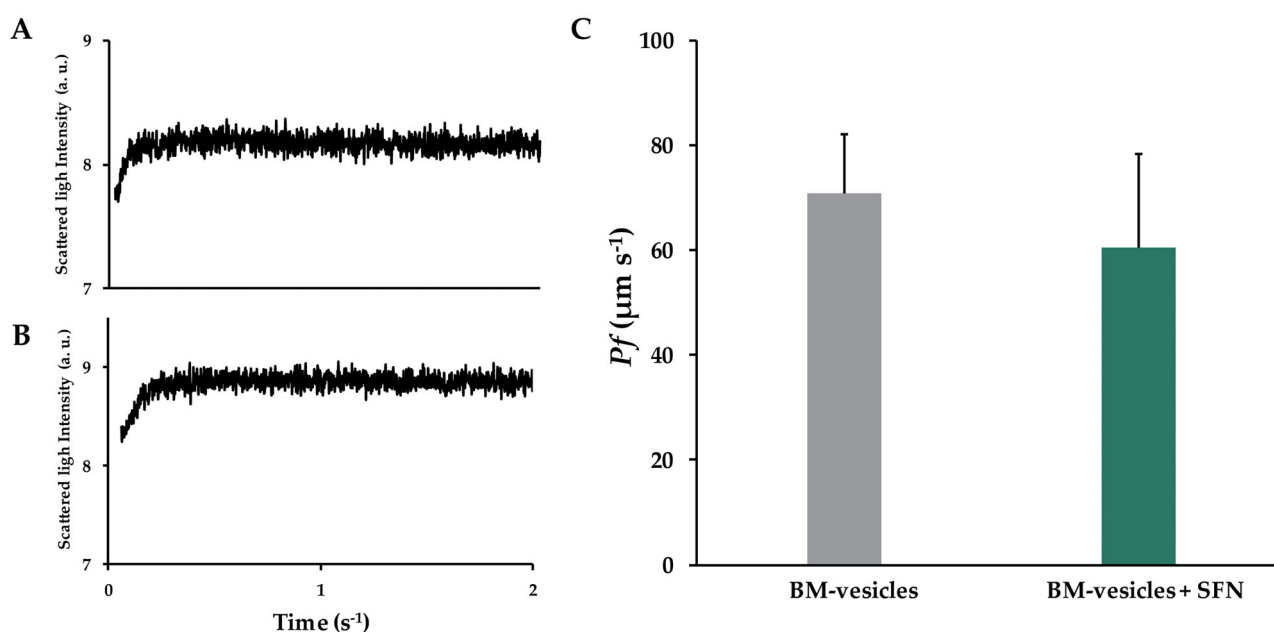 A
Scattered ligh Intensity (a. u.)
9
8
7
B
Scattered ligh Intensity (a. u.)
9
8
7
0
1
2
Time (s-1)
C
Pf (µm s-1)
100
80
60
40
20
0
BM-vesicles
BM-vesicles + SFN